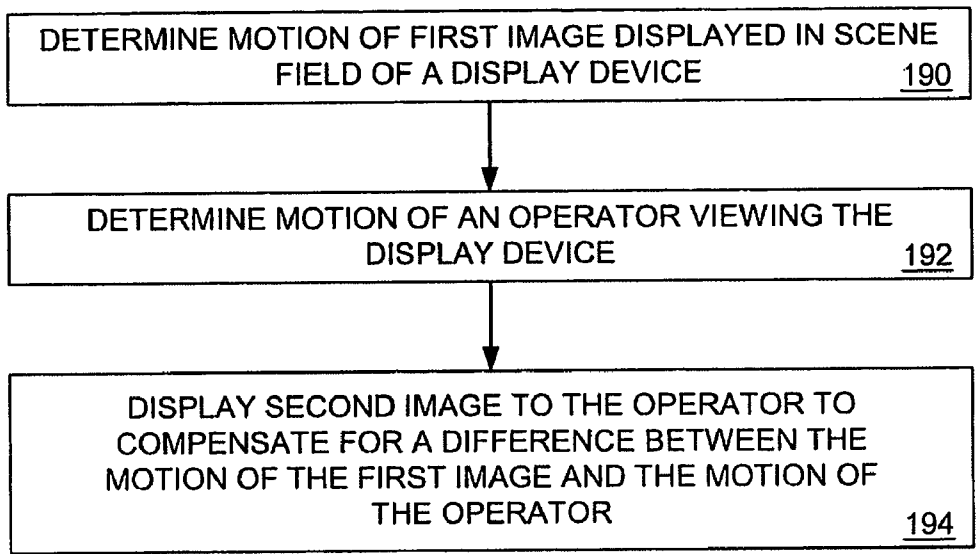 DETERMINE MOTION OF FIRST IMAGE DISPLAYED IN SCENE
FIELD OF A DISPLAY DEVICE 190
DETERMINE MOTION OF AN OPERATOR VIEWING THE
DISPLAY DEVICE 192
DISPLAY SECOND IMAGE TO THE OPERATOR TO
COMPENSATE FOR A DIFFERENCE BETWEEN THE
MOTION OF THE FIRST IMAGE AND THE MOTION OF
THE OPERATOR 194